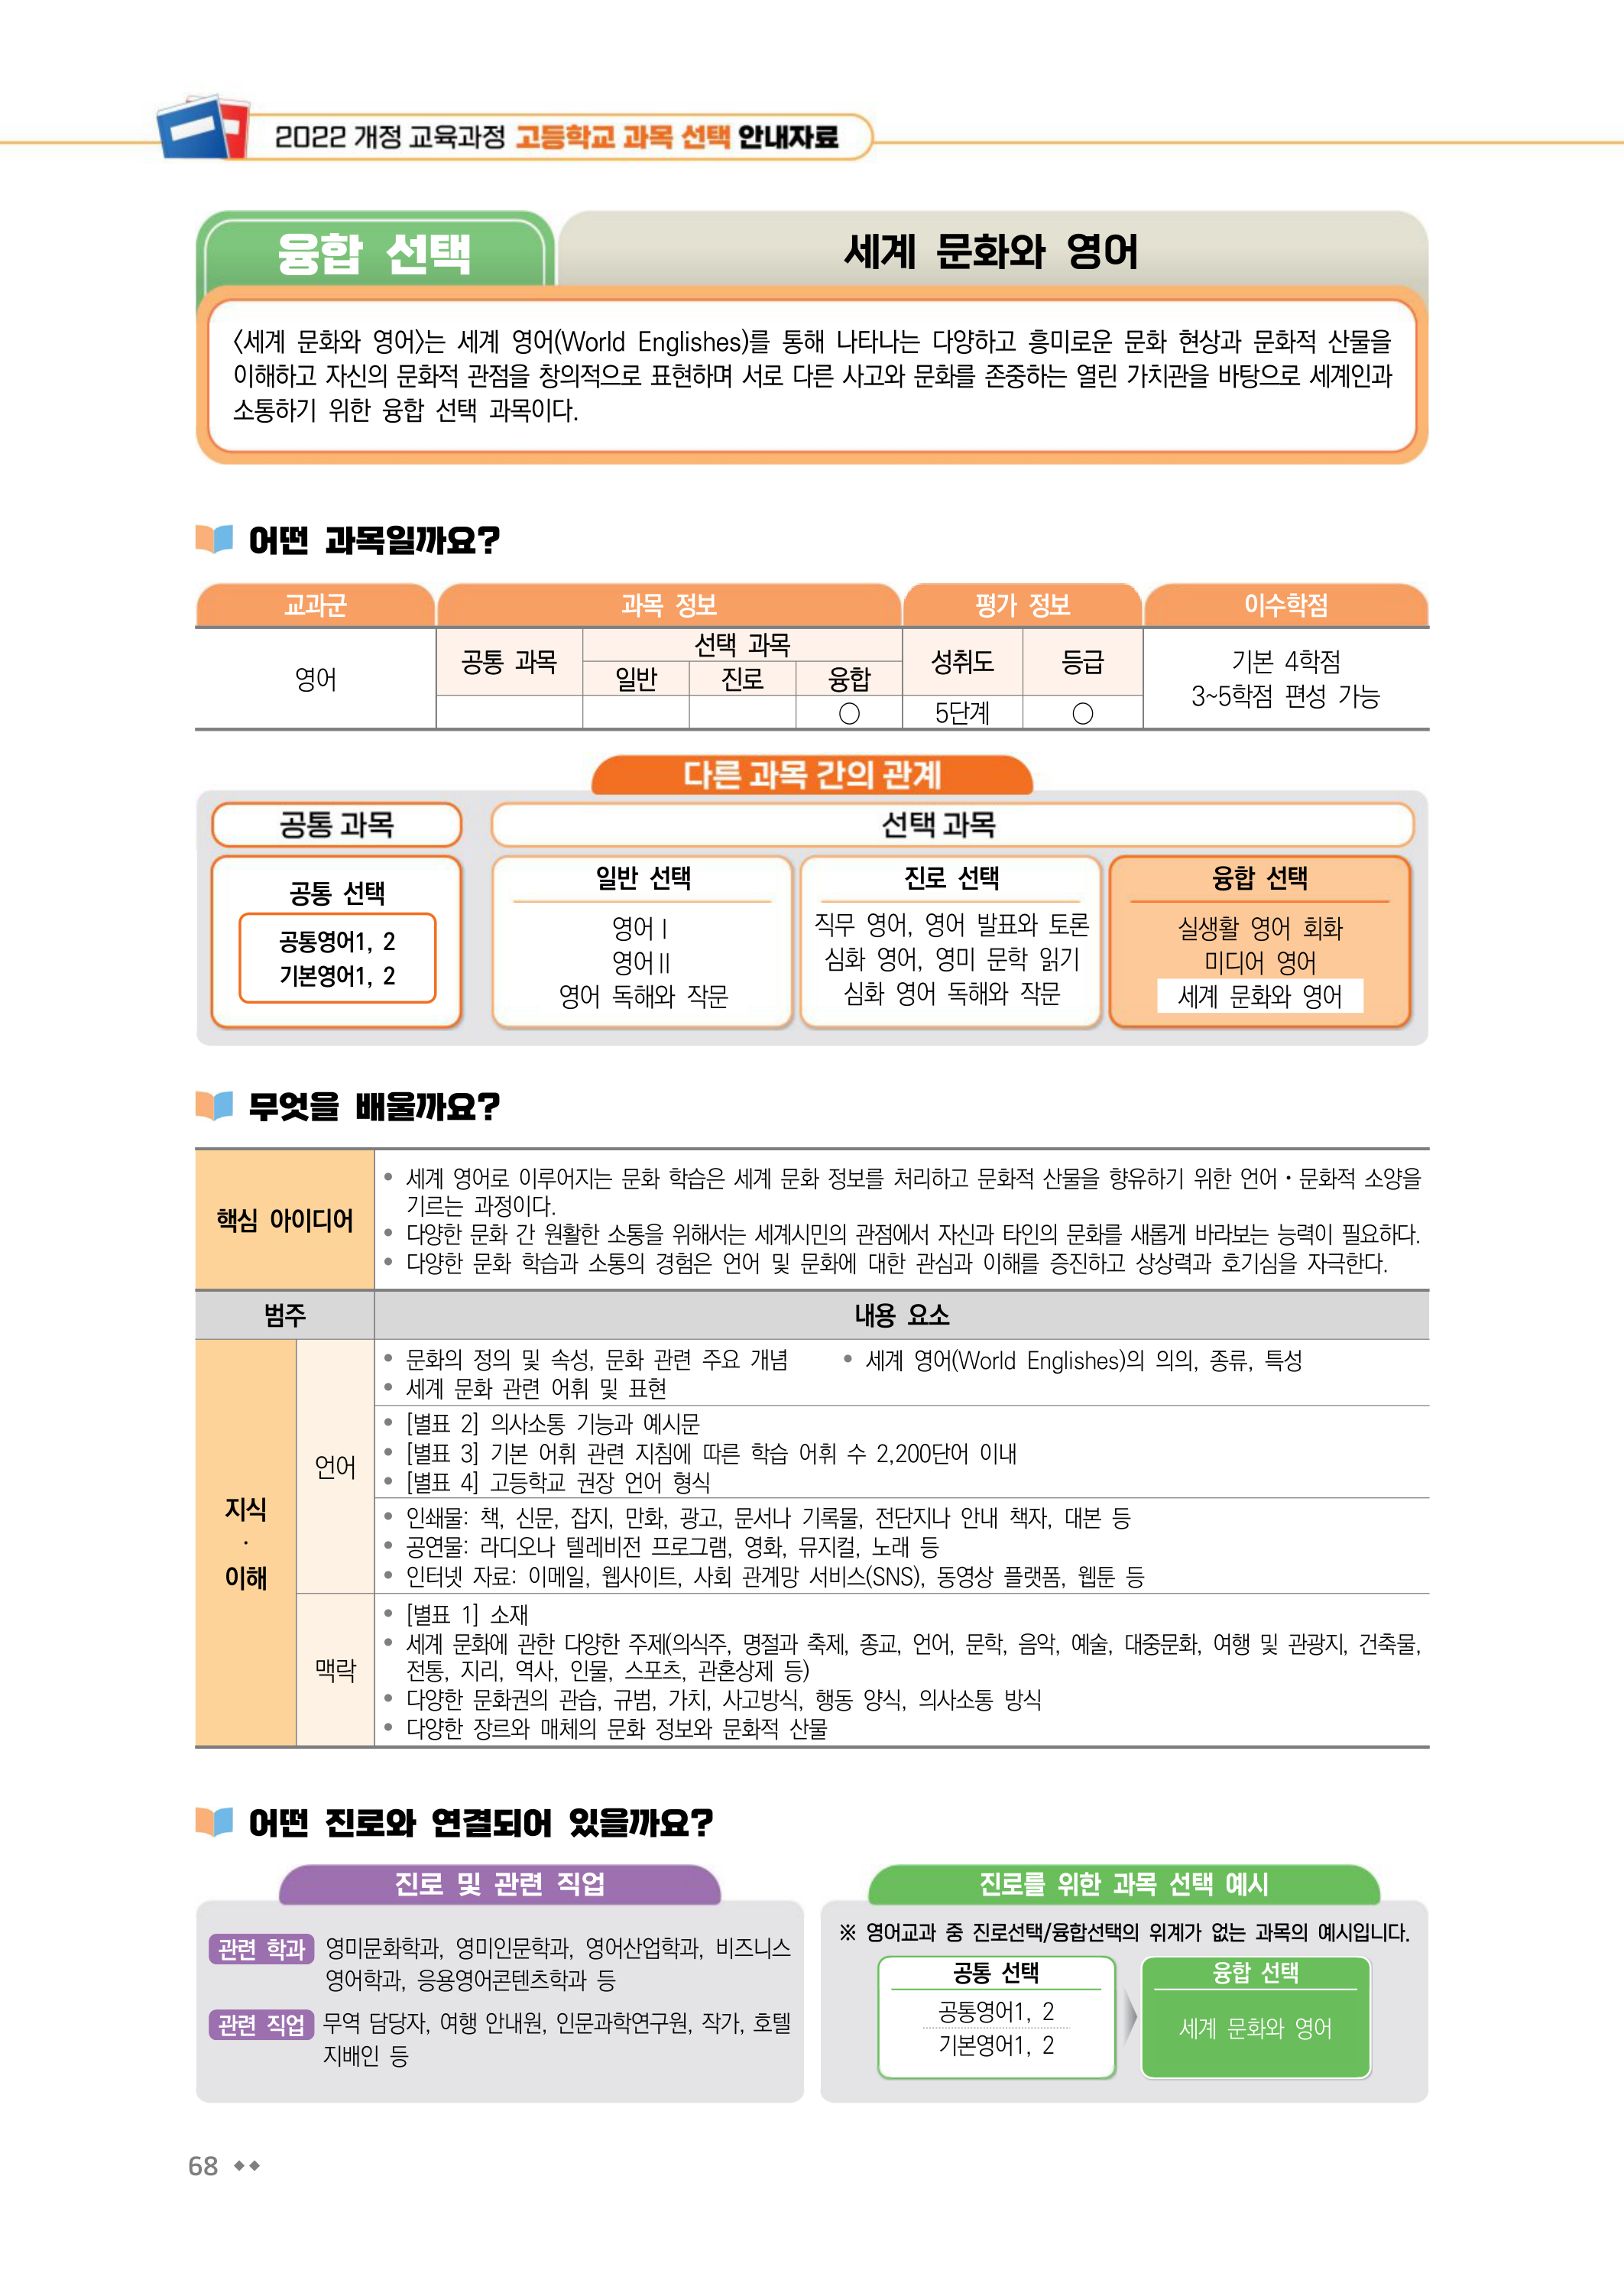 2022 개정 교육과정 고등학교 과목 선택 안내자료
융합 선택
세계 문화와 영어
<세계 문화와 영어>는 세계 영어(World Englishes)를 통해 나타나는 다양하고 흥미로운 문화 현상과 문화적 산물을
이해하고 자신의 문화적 관점을 창의적으로 표현하며 서로 다른 사고와 문화를 존중하는 열린 가치관을 바탕으로 세계인과
소통하기 위한 융합 선택 과목이다.
어떤 과목일까요?
교과군 과목 정보 평가 정보 이수학점
영어
공통 과목
선택 과목
일반 진로 융합
성취도 등급
기본 4학점
3~5학점 편성 가능
○ 5단계 ○
다른 과목 간의 관계
공통 과목
선택 과목
공통 선택
공통영어1, 2
기본영어1, 2
일반 선택
영어Ⅰ
영어Ⅱ
영어 독해와 작문
진로 선택
직무 영어, 영어 발표와 토론
심화 영어, 영미 문학 읽기
심화 영어 독해와 작문
융합 선택
실생활 영어 회화
미디어 영어
세계 문화와 영어
무엇을 배울까요?
핵심 아이디어
• 세계 영어로 이루어지는 문화 학습은 세계 문화 정보를 처리하고 문화적 산물을 향유하기 위한 언어・문화적 소양을
기르는 과정이다.
• 다양한 문화 간 원활한 소통을 위해서는 세계시민의 관점에서 자신과 타인의 문화를 새롭게 바라보는 능력이 필요하다.
• 다양한 문화 학습과 소통의 경험은 언어 및 문화에 대한 관심과 이해를 증진하고 상상력과 호기심을 자극한다.
범주 내용 요소
지식
·
이해
언어
• 문화의 정의 및 속성, 문화 관련 주요 개념 • 세계 영어(World Englishes)의 의의, 종류, 특성
• 세계 문화 관련 어휘 및 표현
• [별표 2] 의사소통 기능과 예시문
• [별표 3] 기본 어휘 관련 지침에 따른 학습 어휘 수 2,200단어 이내
• [별표 4] 고등학교 권장 언어 형식
• 인쇄물: 책, 신문, 잡지, 만화, 광고, 문서나 기록물, 전단지나 안내 책자, 대본 등
• 공연물: 라디오나 텔레비전 프로그램, 영화, 뮤지컬, 노래 등
• 인터넷 자료: 이메일, 웹사이트, 사회 관계망 서비스(SNS), 동영상 플랫폼, 웹툰 등
맥락
• [별표 1] 소재
• 세계 문화에 관한 다양한 주제(의식주, 명절과 축제, 종교, 언어, 문학, 음악, 예술, 대중문화, 여행 및 관광지, 건축물,
전통, 지리, 역사, 인물, 스포츠, 관혼상제 등)
• 다양한 문화권의 관습, 규범, 가치, 사고방식, 행동 양식, 의사소통 방식
• 다양한 장르와 매체의 문화 정보와 문화적 산물
어떤 진로와 연결되어 있을까요?
진로 및 관련 직업
관련 학과 영미문화학과, 영미인문학과, 영어산업학과, 비즈니스
영어학과, 응용영어콘텐츠학과 등
관련 직업 무역 담당자, 여행 안내원, 인문과학연구원, 작가, 호텔
지배인 등
진로를 위한 과목 선택 예시
※ 영어교과 중 진로선택/융합선택의 위계가 없는 과목의 예시입니다.
공통 선택
공통영어1, 2
기본영어1, 2
융합 선택
세계 문화와 영어
68